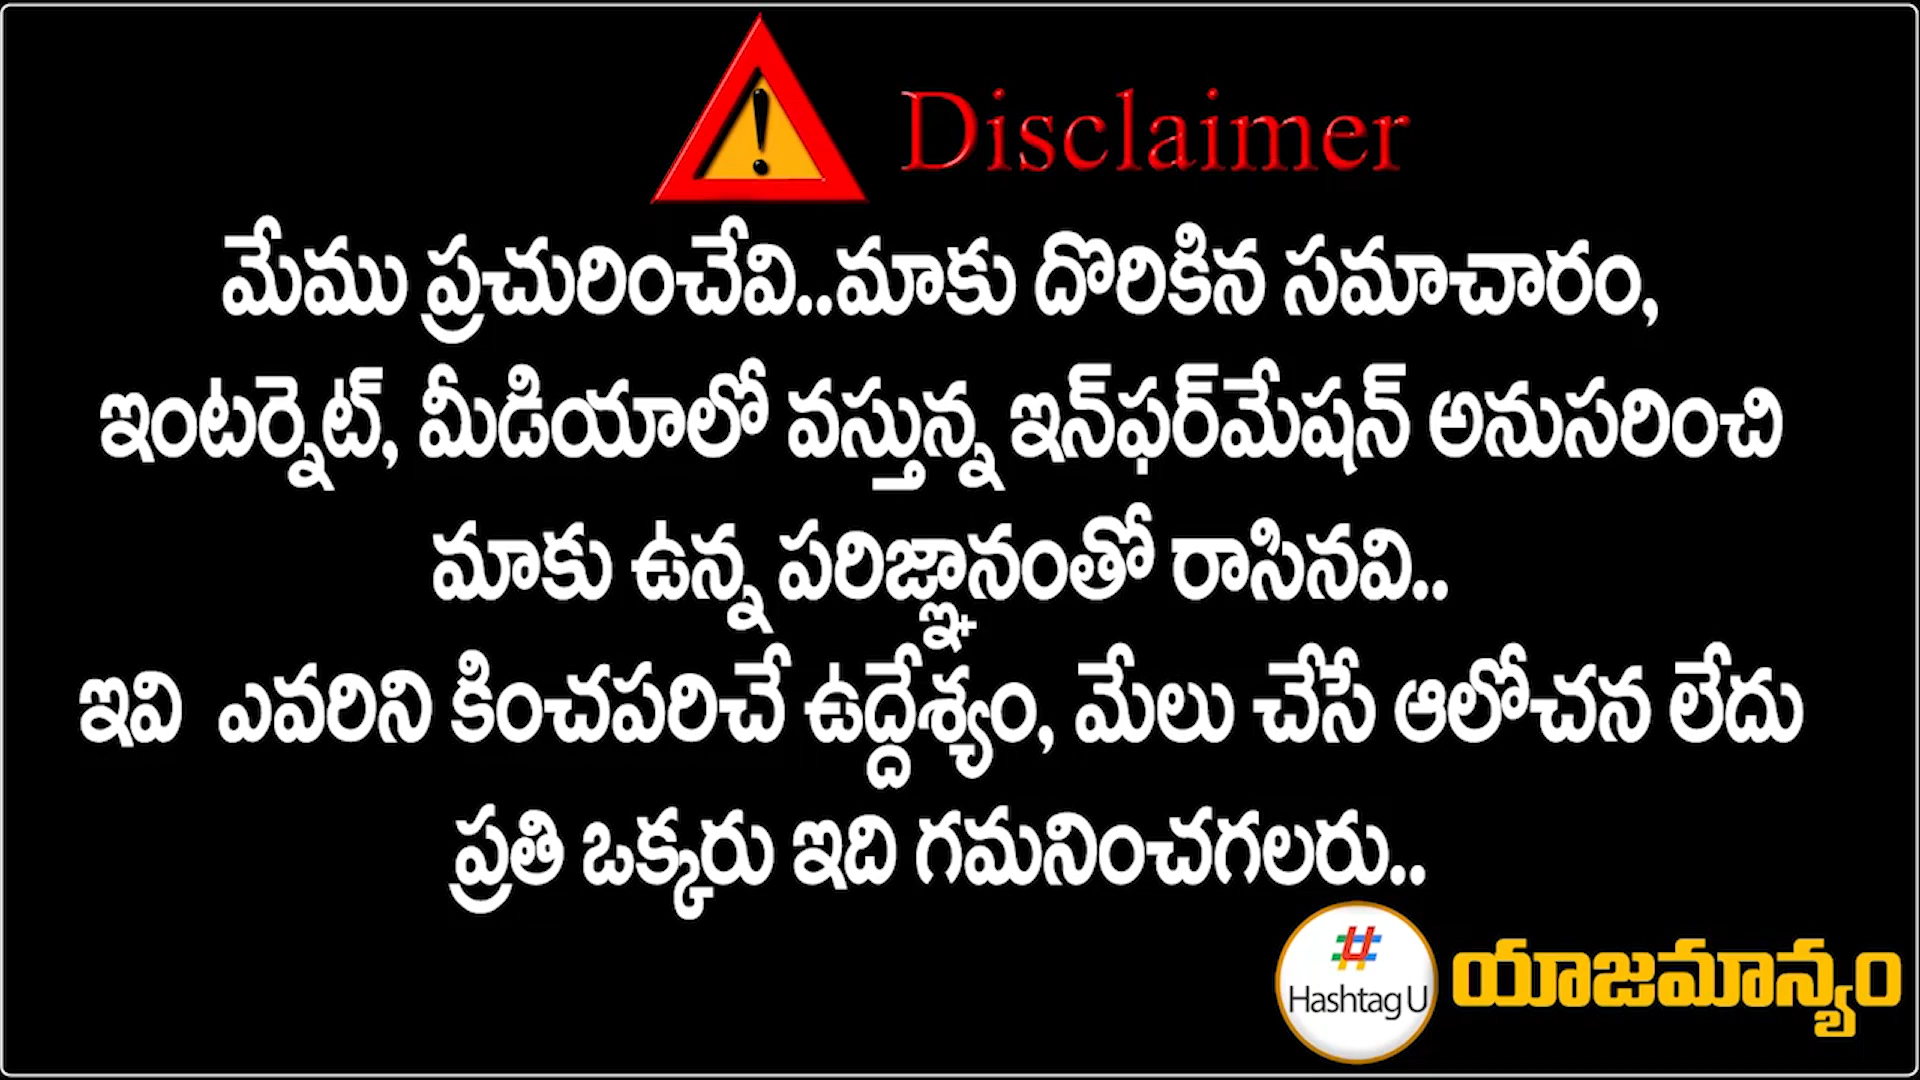 Disclaimer
మేము ప్రచురించేవి..మాకు దొరికిన సమాచారం,
ఇంటర్నెట్, మీడియాలో వస్తున్న ఇన్‌ఫర్‌మేషన్ అనుసరించి
మాకు ఉన్న పరిజ్ఞానంతో రాసినవి..
ఇవి ఎవరిని కించపరిచే ఉద్దేశ్యం, మేలు చేసే ఆలోచన లేదు
ప్రతి ఒక్కరు ఇది గమనించగలరు..
Hashtag U
యాజమాన్యం